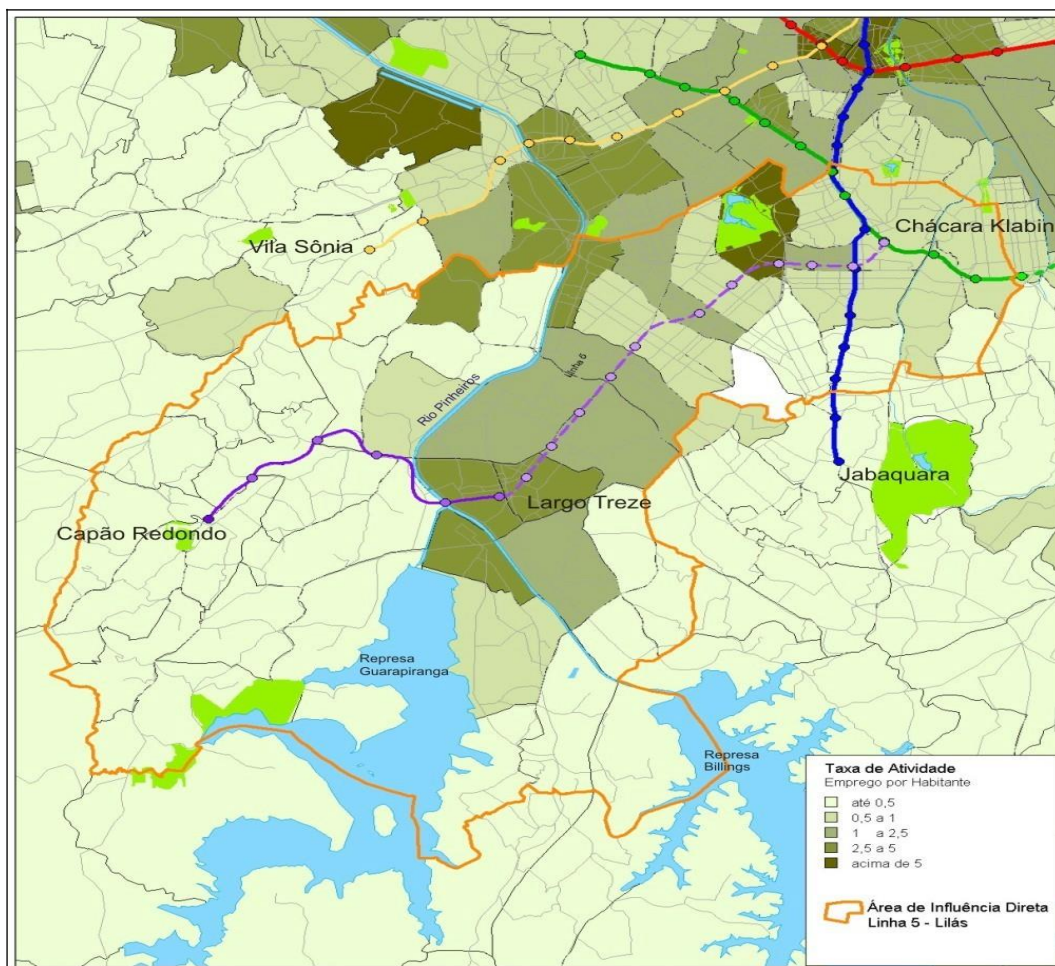 Chácara Klabin
Vila Sônia
Linha 5
Rio Pinheiros
Jabaquara
Largo Treze
Capão Redondo
Represa
Guarapiranga
Represa
Billings
Taxa de Atividade
Emprego por Habitante
até 0,5
0,5 a 1
1 a 2,5
2,5 a 5
acima de 5
Área de Influência Direta
Linha 5 - Lilás